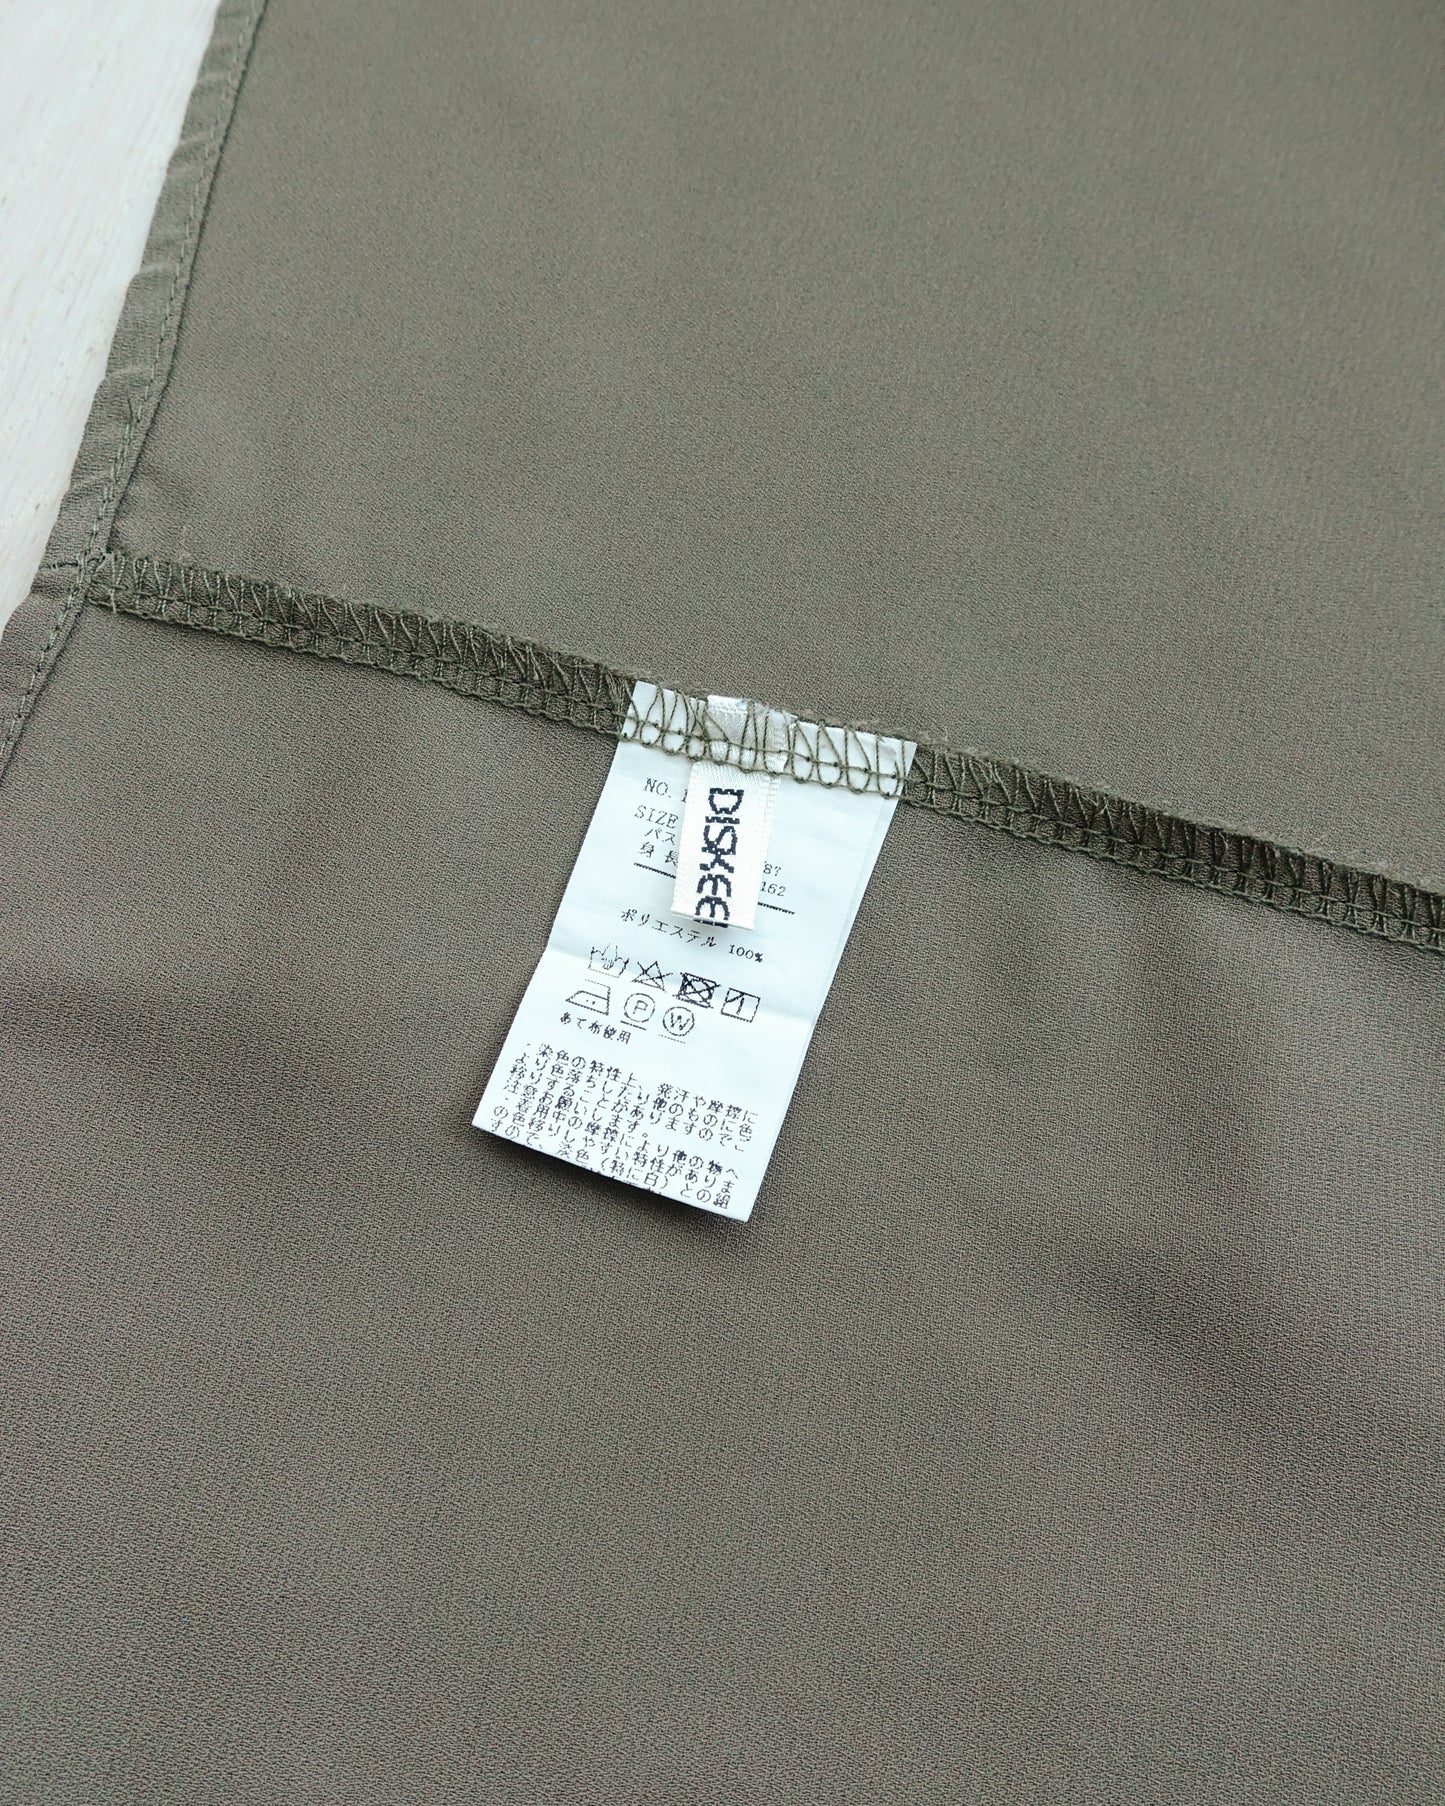 NO.
SIZE
バス 87
身長 162
DISKEE
ポリエステル 100%
P W
あて布使用
・染色の特性上、発汗や摩擦に
より色落ちしたり他のものに色
移りすることがありますのでご
注意お願いします。
・着用中の摩擦により他の物へ
の色移りしやすい特性がありま
すので、淡色(特に白)との組